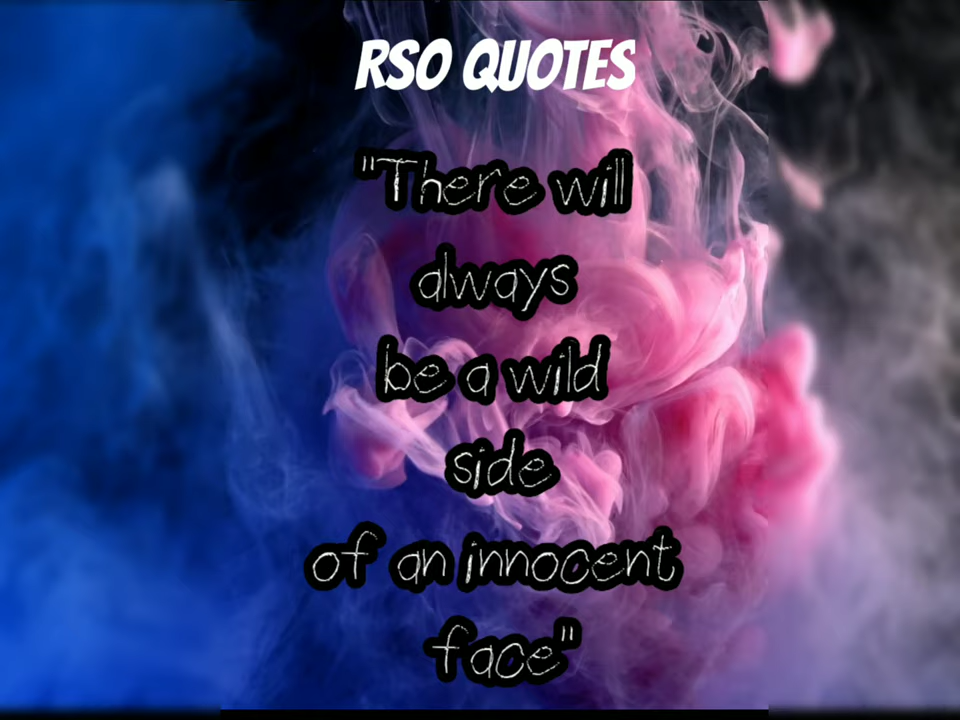 RSO QUOTES
"There will
always
be a wild
side
of an innocent
face"